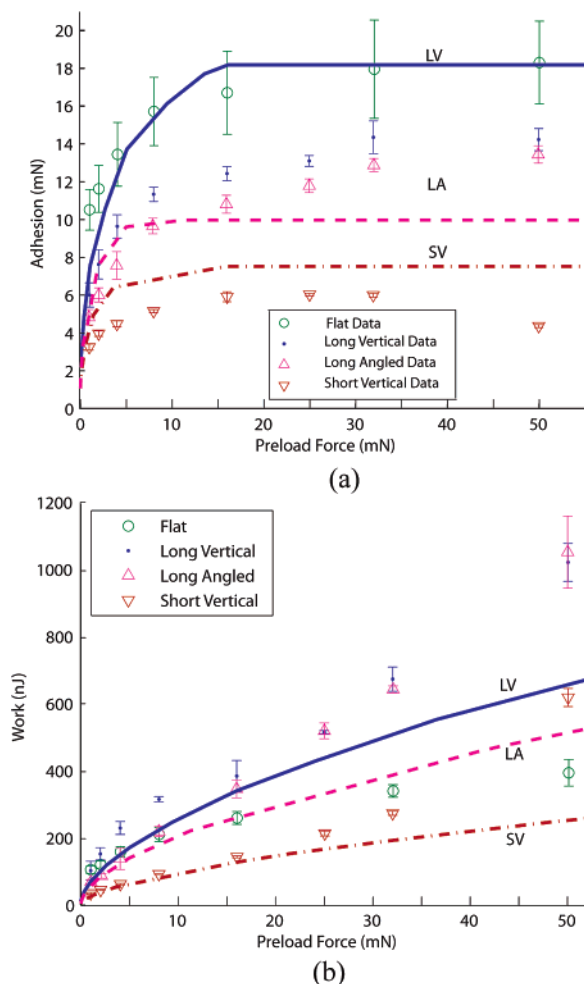 20
18
16
14
12
10
8
6
4
2
0
Adhesion (mN)
LV
LA
SV
Flat Data
Long Vertical Data
Long Angled Data
Short Vertical Data
0 10 20 30 40 50
Preload Force (mN)
(a)
1200
1000
800
600
400
200
0
Work (nJ)
Flat
Long Vertical
Long Angled
Short Vertical
LV
LA
SV
0 10 20 30 40 50
Preload Force (mN)
(b)